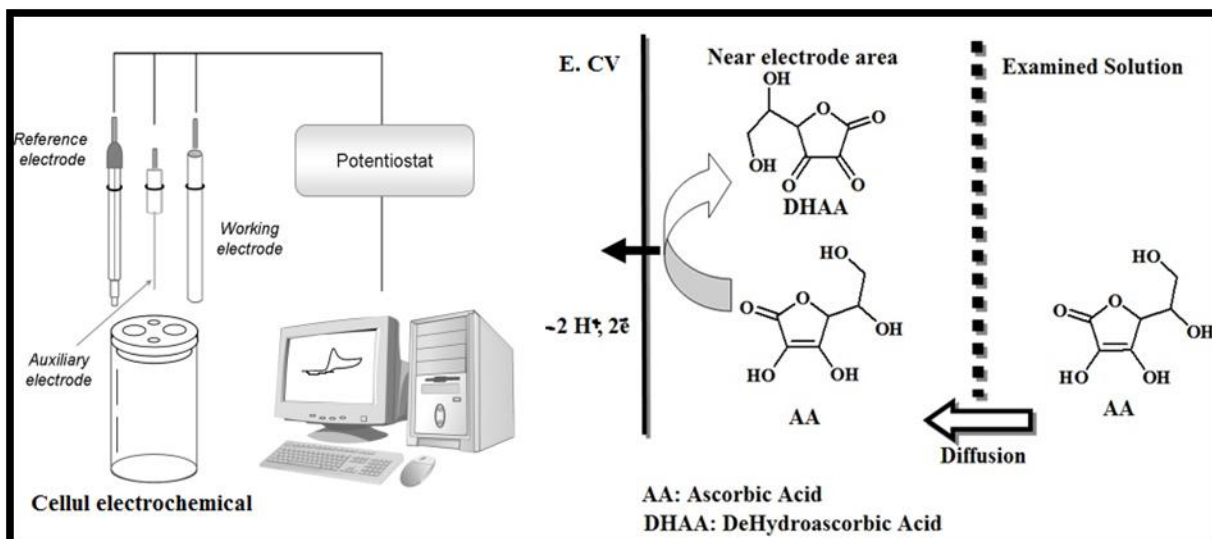 Reference
electrode
Potentiostat
Working
electrode
Auxiliary
electrode
Cellul electrochemical
E. CV
Near electrode area
Examined Solution
OH
O
O
OH
O
O
DHAA
-2 H⁺, 2ē
HO
O
O
OH
HO
OH
AA
HO
O
O
OH
HO
OH
AA
Diffusion
AA: Ascorbic Acid
DHAA: DeHydroascorbic Acid